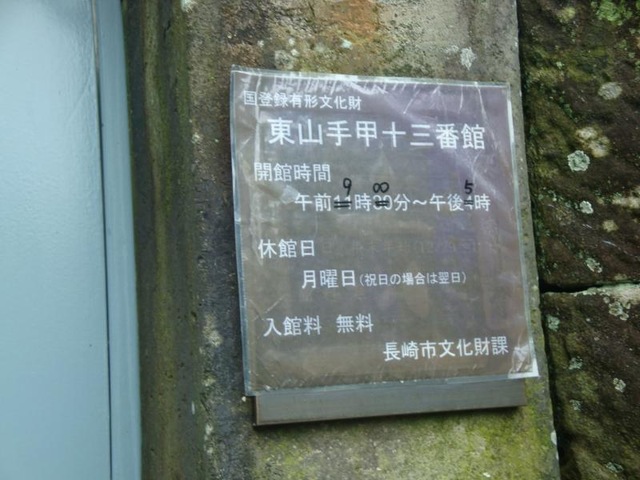 国登録有形文化財
東山手甲十三番館
開館時間
午前9時00分～午後5時
休館日
月曜日(祝日の場合は翌日)
入館料 無料
長崎市文化財課